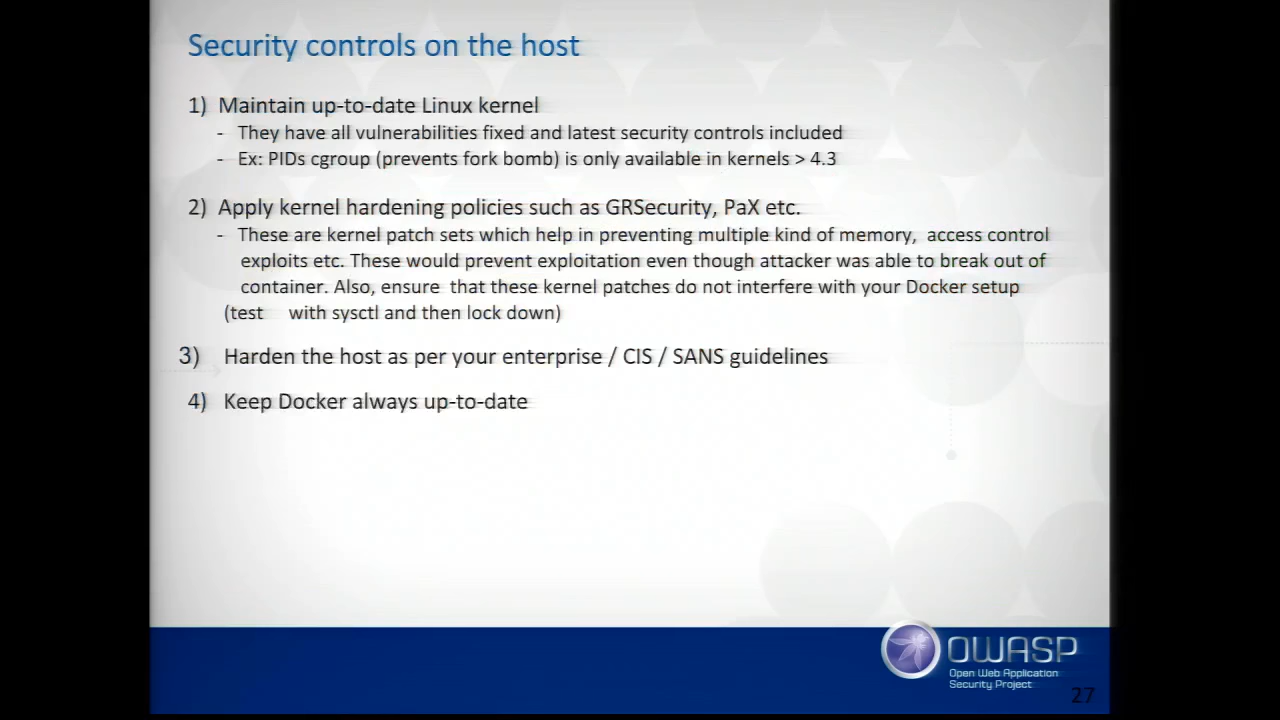 Security controls on the host
1) Maintain up-to-date Linux kernel
- They have all vulnerabilities fixed and latest security controls included
- Ex: PIDs cgroup (prevents fork bomb) is only available in kernels > 4.3
2) Apply kernel hardening policies such as GRSecurity, PaX etc.
- These are kernel patch sets which help in preventing multiple kind of memory, access control
exploits etc. These would prevent exploitation even though attacker was able to break out of
container. Also, ensure that these kernel patches do not interfere with your Docker setup
(test with sysctl and then lock down)
3) Harden the host as per your enterprise / CIS / SANS guidelines
4) Keep Docker always up-to-date
OWASP
Open Web Application
Security Project
27